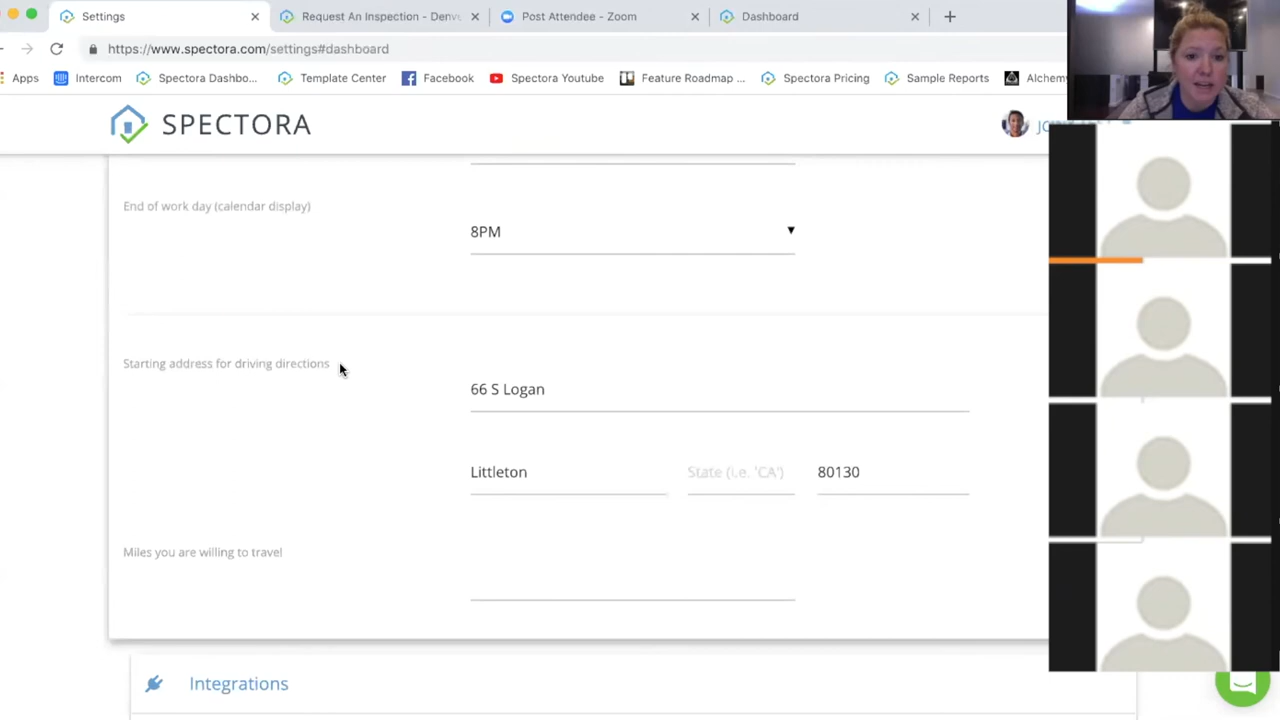 Settings
Request An Inspection - Denv
Post Attendee - Zoom
Dashboard
https://www.spectora.com/settings#dashboard
Apps
Intercom
Spectora Dashbo...
Template Center
Facebook
Spectora Youtube
Feature Roadmap ...
Spectora Pricing
Sample Reports
Alchem
SPECTORA
End of work day (calendar display)
8PM
Starting address for driving directions
66 S Logan
Littleton
State (i.e. 'CA')
80130
Miles you are willing to travel
Integrations